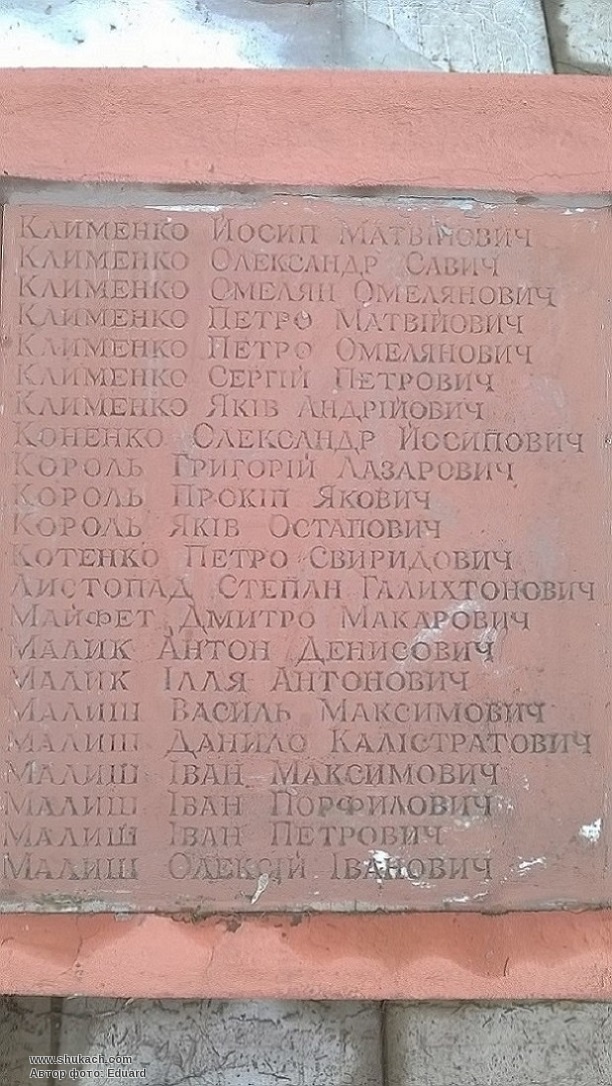 Клименко Йосип Матвійович
Клименко Олександр Савич
Клименко Омелян Омелянович
Клименко Петро Матвійович
Клименко Петро Омелянович
Клименко Сергій Петрович
Клименко Яків Андрійович
Коненко Олександр Йосипович
Король Григорій Лазарович
Король Прокіп Якович
Король Яків Остапович
Котенко Петро Свиридович
Листопад Степан Галихтонович
Майфет Дмитро Макарович
Малик Антон Денисович
Малик Ілля Антонович
Малиш Василь Максимович
Малиш Данило Калістратович
Малиш Іван Максимович
Малиш Іван Порфилович
Малиш Іван Петрович
Малиш Олексій Іванович
www.shukach.com
Автор фото: Eduard